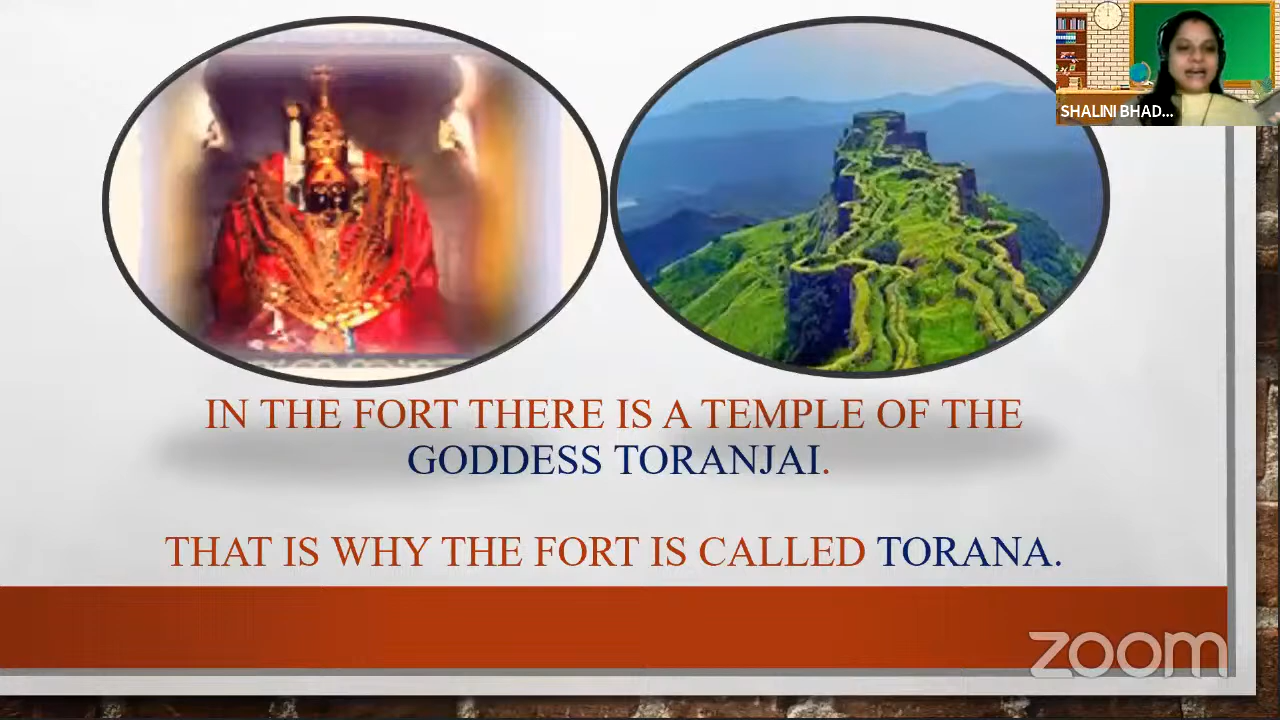 SHALINI BHAD...
IN THE FORT THERE IS A TEMPLE OF THE
GODDESS TORANJAI.
THAT IS WHY THE FORT IS CALLED TORANA.
zoom